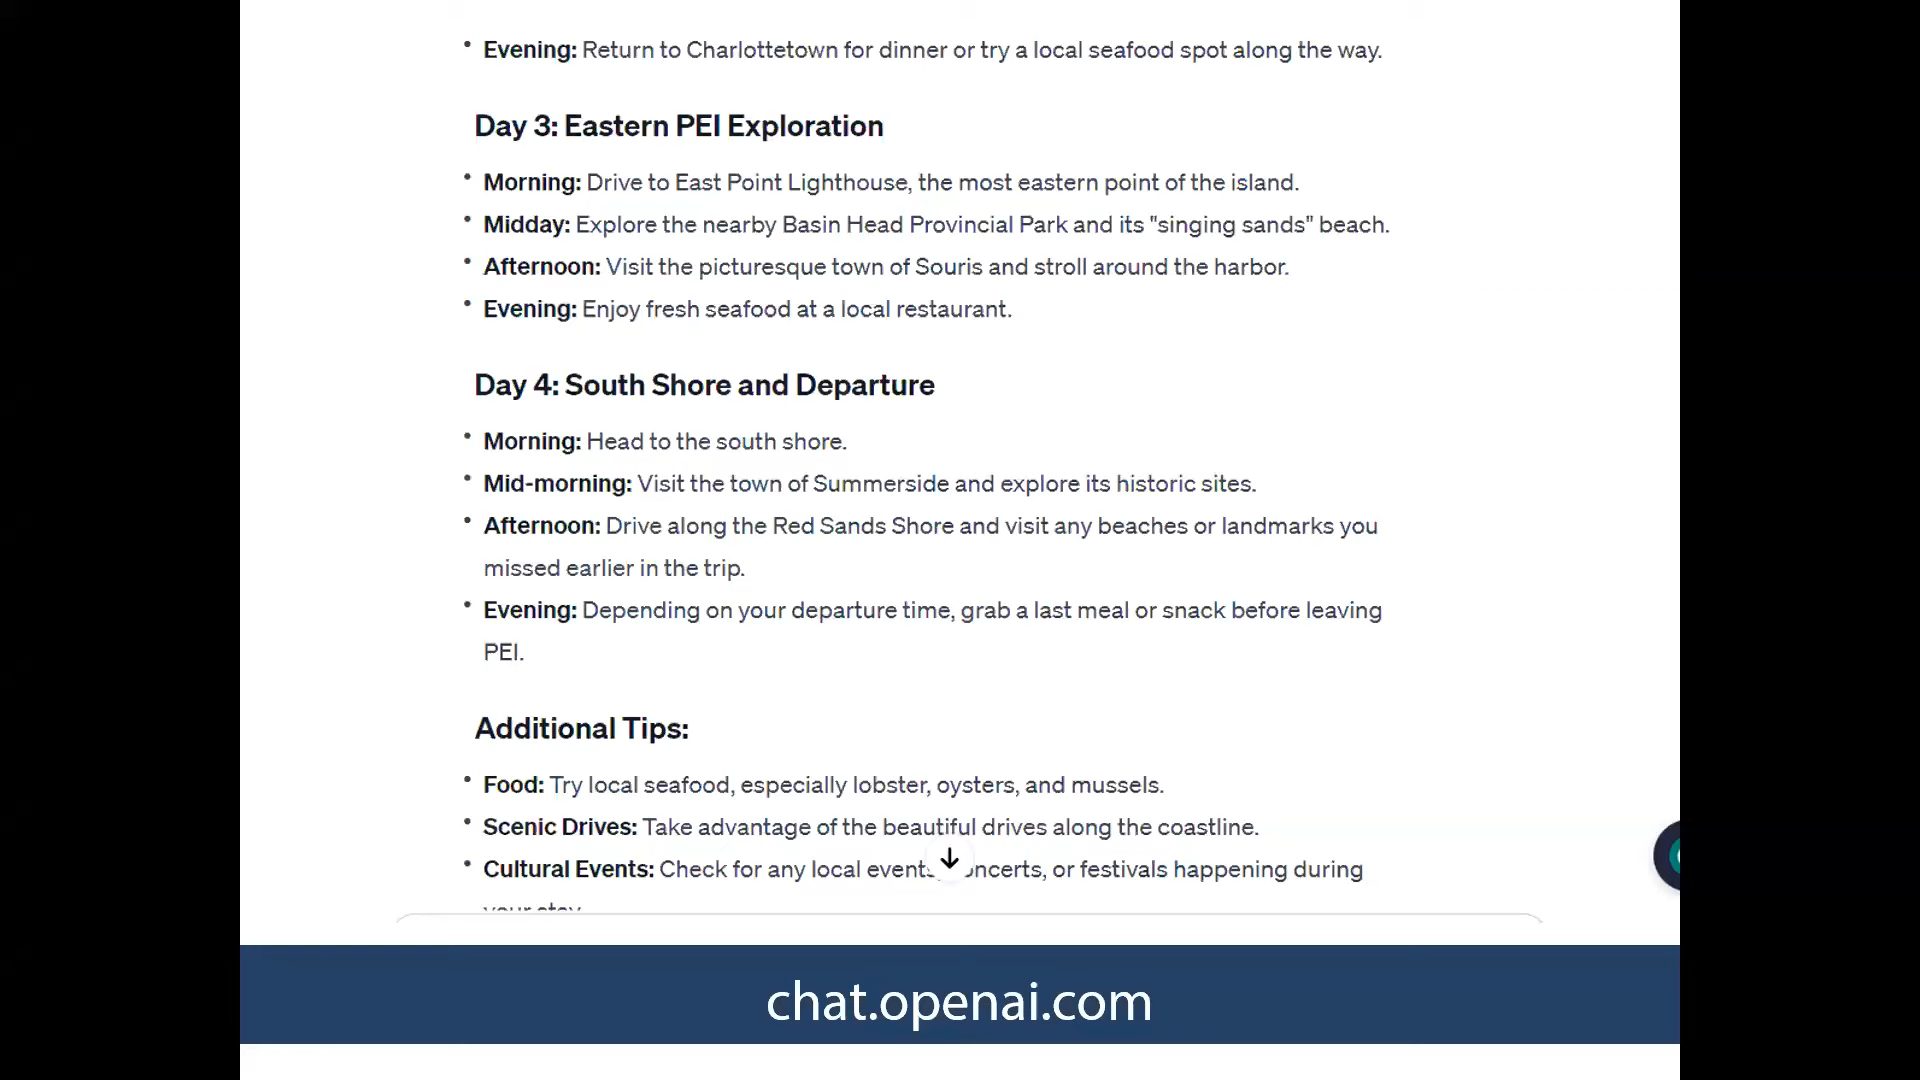 • Evening: Return to Charlottetown for dinner or try a local seafood spot along the way.
Day 3: Eastern PEI Exploration
• Morning: Drive to East Point Lighthouse, the most eastern point of the island.
• Midday: Explore the nearby Basin Head Provincial Park and its "singing sands" beach.
• Afternoon: Visit the picturesque town of Souris and stroll around the harbor.
• Evening: Enjoy fresh seafood at a local restaurant.
Day 4: South Shore and Departure
• Morning: Head to the south shore.
• Mid-morning: Visit the town of Summerside and explore its historic sites.
• Afternoon: Drive along the Red Sands Shore and visit any beaches or landmarks you
missed earlier in the trip.
• Evening: Depending on your departure time, grab a last meal or snack before leaving
PEI.
Additional Tips:
• Food: Try local seafood, especially lobster, oysters, and mussels.
• Scenic Drives: Take advantage of the beautiful drives along the coastline.
• Cultural Events: Check for any local events, concerts, or festivals happening during
your stay
chat.openai.com